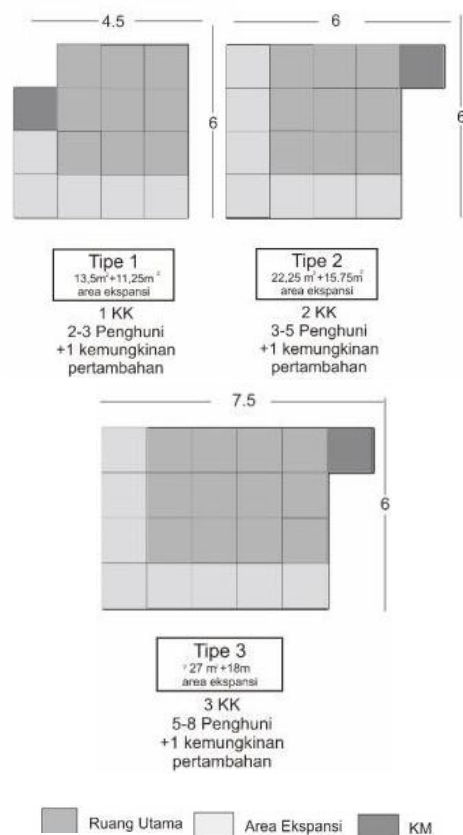 4.5
6
6
6
Tipe 1
13,5m²+11,25m²
area ekspansi
1 KK
2-3 Penghuni
+1 kemungkinan
pertambahan
Tipe 2
22,25 m²+15.75m²
area ekspansi
2 KK
3-5 Penghuni
+1 kemungkinan
pertambahan
7.5
6
Tipe 3
27 m²+18m
area ekspansi
3 KK
5-8 Penghuni
+1 kemungkinan
pertambahan
Ruang Utama Area Ekspansi KM